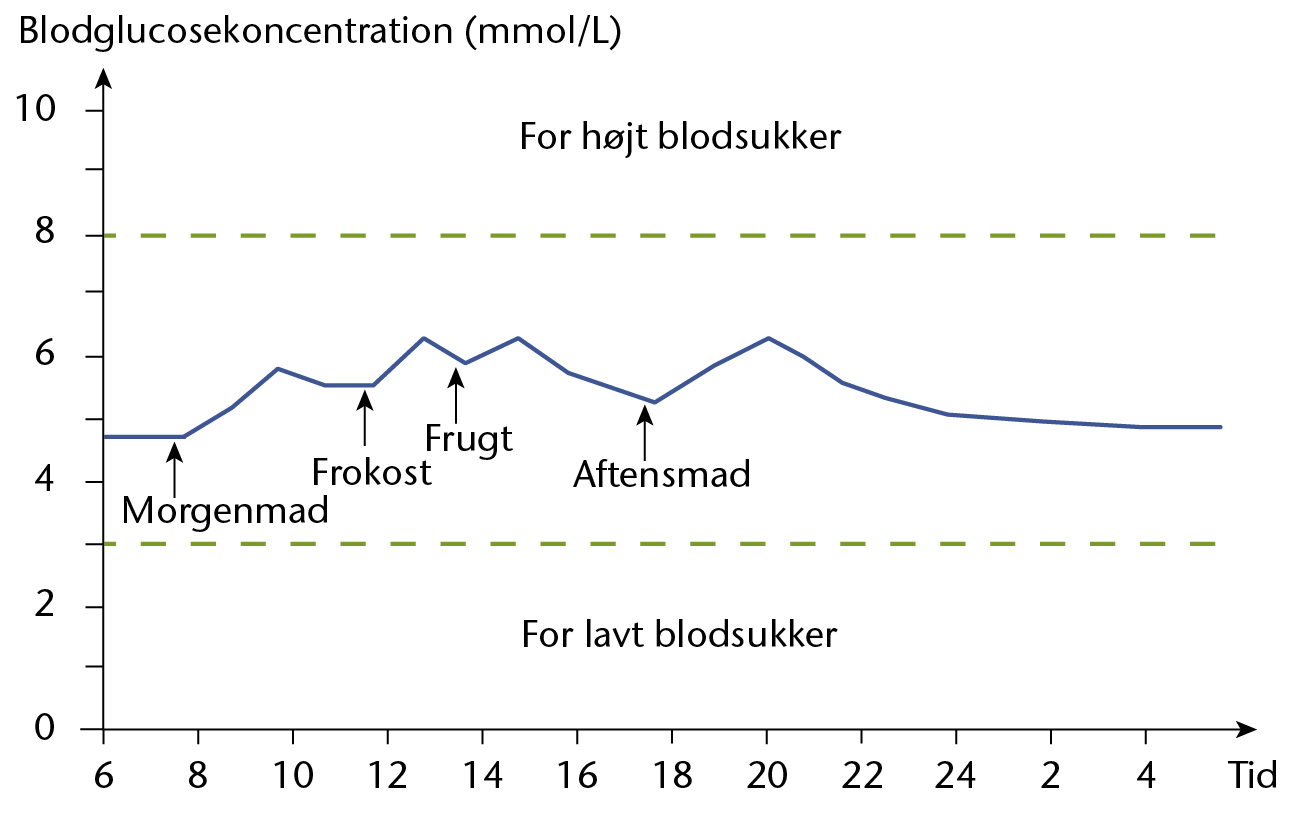 Blodglucosekoncentration (mmol/L)
10
For højt blodsukker
8
6
Frugt
Frokost
Aftensmad
4
Morgenmad
2
For lavt blodsukker
0
6 8 10 12 14 16 18 20 22 24 2 4 Tid